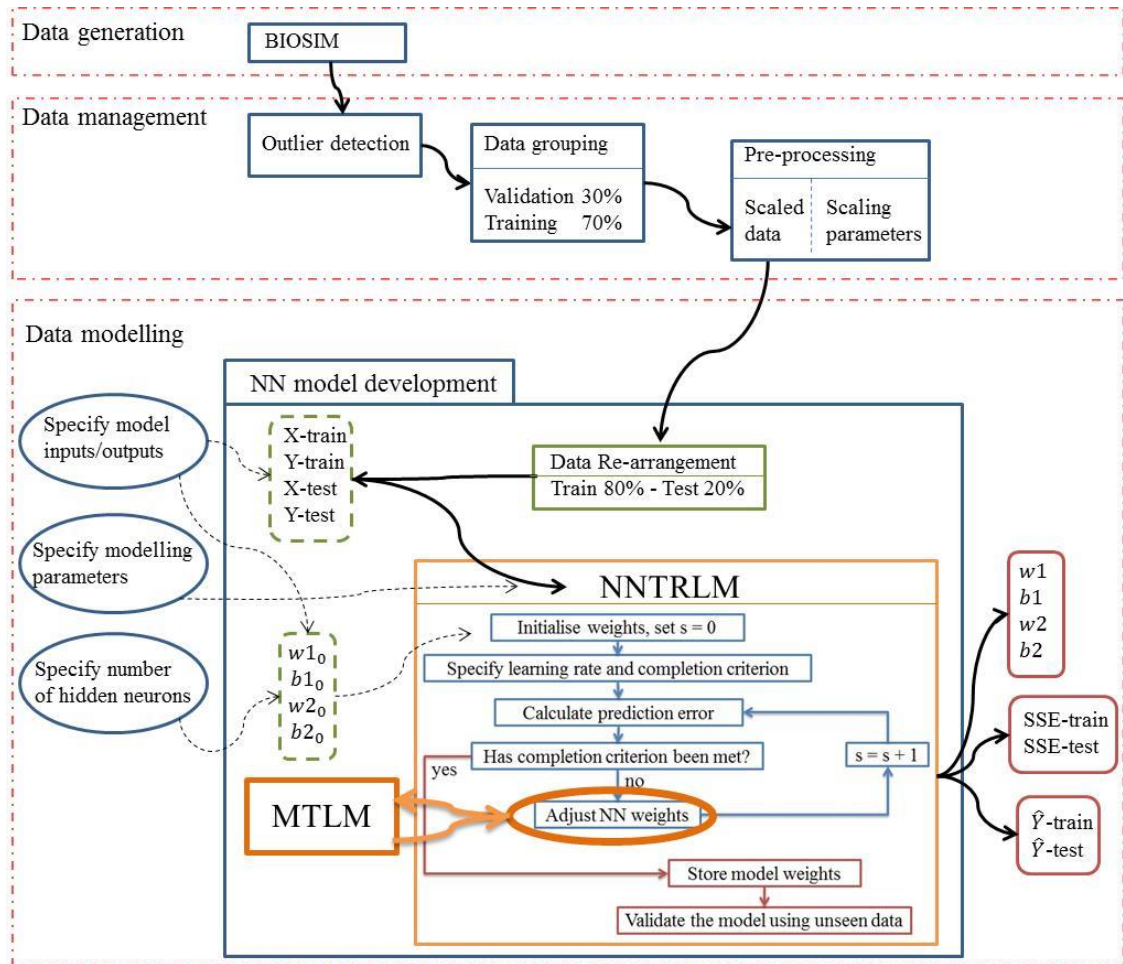 Data generation
BIOSIM
Data management
Outlier detection
Data grouping
Validation 30%
Training 70%
Pre-processing
Scaled
data
Scaling
parameters
Data modelling
NN model development
Specify model
inputs/outputs
X-train
Y-train
X-test
Y-test
Data Re-arrangement
Train 80% - Test 20%
Specify modelling
parameters
NNTRLM
Specify number
of hidden neurons
w1₀
b1₀
w2₀
b2₀
Initialise weights, set s = 0
Specify learning rate and completion criterion
Calculate prediction error
Has completion criterion been met?
s = s + 1
yes
no
MTLM
Adjust NN weights
Store model weights
Validate the model using unseen data
w1
b1
w2
b2
SSE-train
SSE-test
Ŷ-train
Ŷ-test